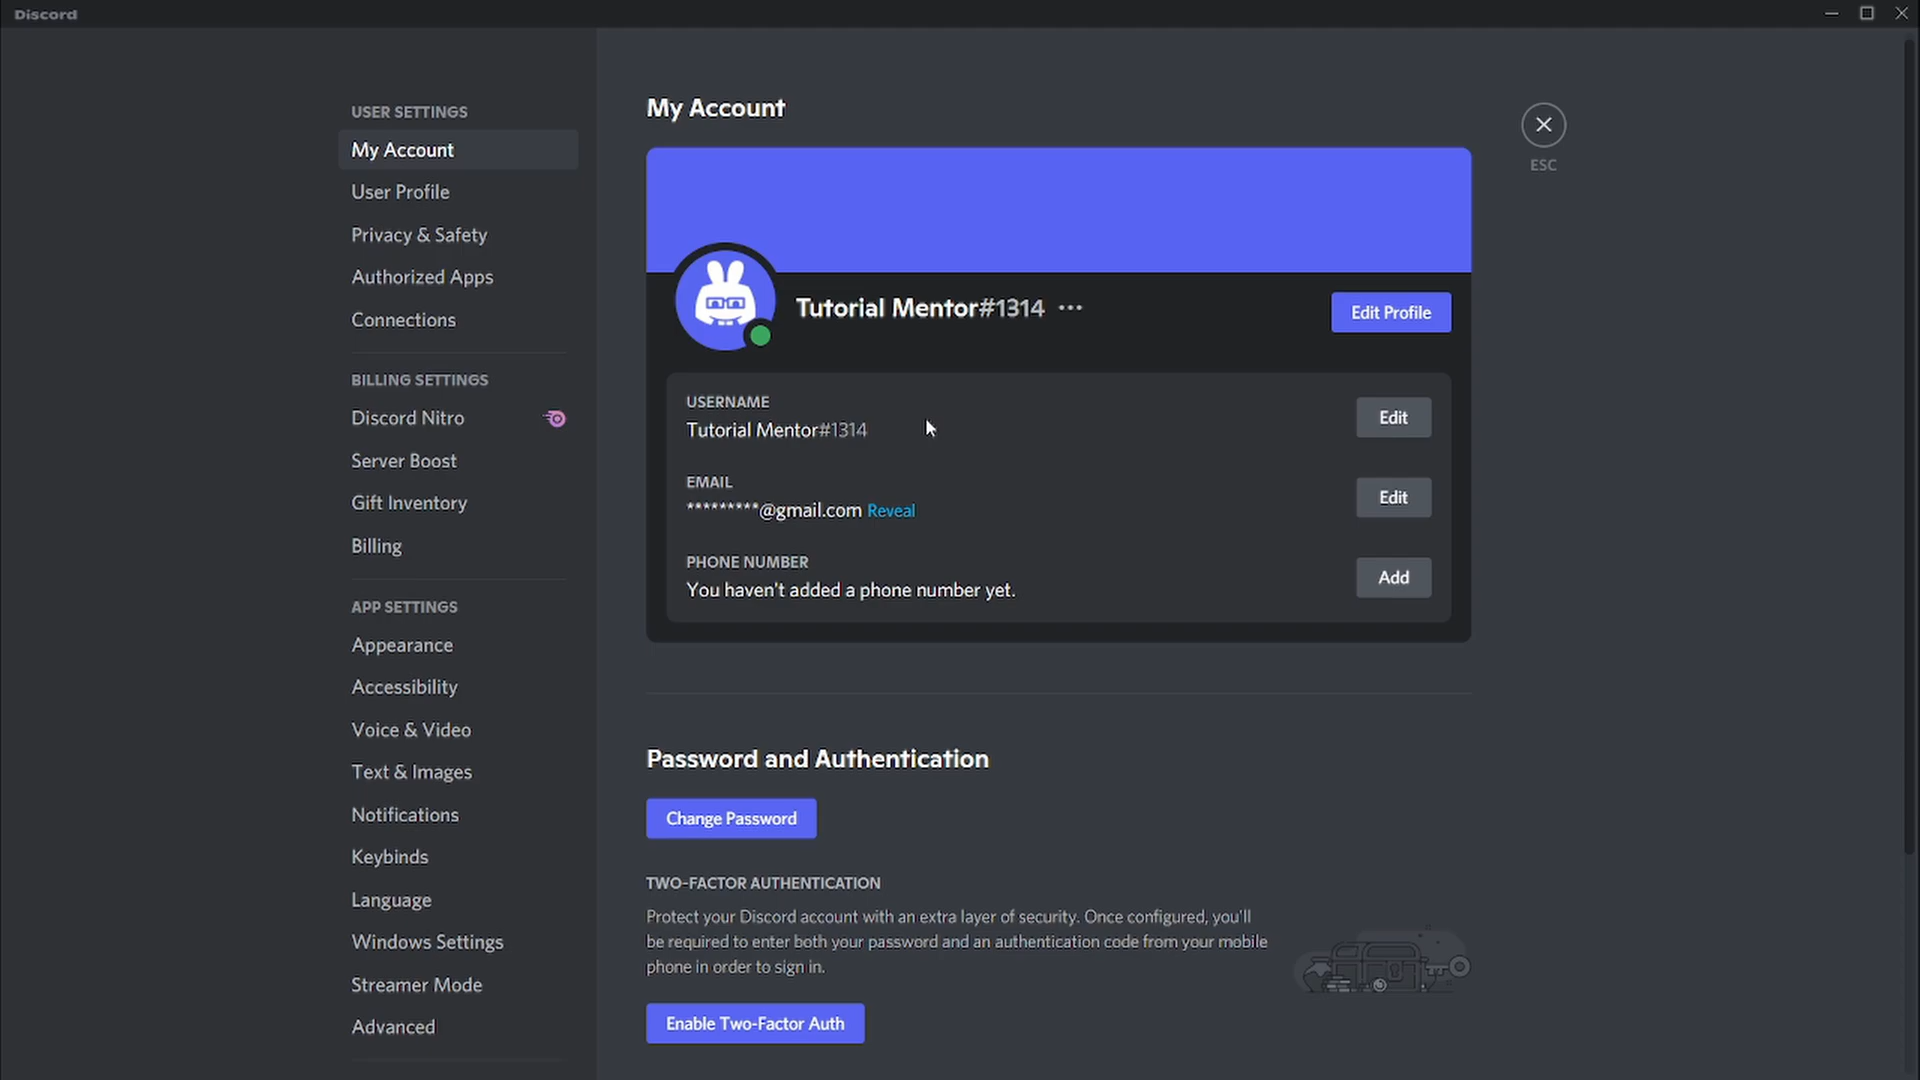 Discord
USER SETTINGS
My Account
User Profile
Privacy & Safety
Authorized Apps
Connections
BILLING SETTINGS
Discord Nitro
Server Boost
Gift Inventory
Billing
APP SETTINGS
Appearance
Accessibility
Voice & Video
Text & Images
Notifications
Keybinds
Language
Windows Settings
Streamer Mode
Advanced
My Account
ESC
Tutorial Mentor#1314
Edit Profile
USERNAME
Tutorial Mentor#1314
Edit
EMAIL
*********@gmail.com Reveal
Edit
PHONE NUMBER
You haven't added a phone number yet.
Add
Password and Authentication
Change Password
TWO-FACTOR AUTHENTICATION
Protect your Discord account with an extra layer of security. Once configured, you'll
be required to enter both your password and an authentication code from your mobile
phone in order to sign in.
Enable Two-Factor Auth